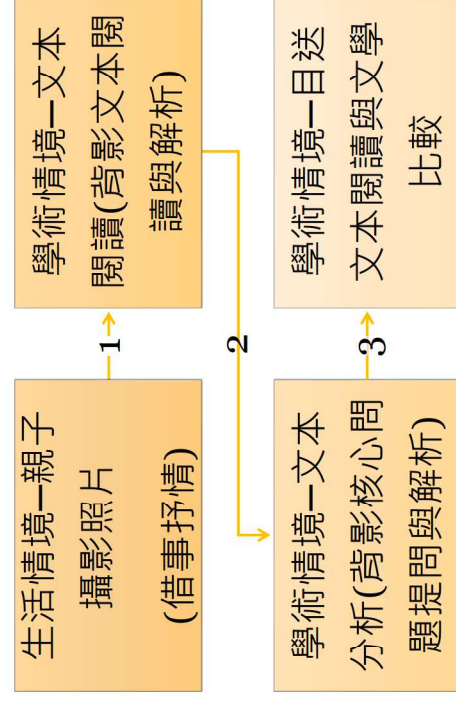 生活情境─親子
攝影照片
(借事抒情)
1
學術情境─文本
閱讀(背影文本閱
讀與解析)
2
學術情境─文本
分析(背影核心問
題提問與解析)
3
學術情境─目送
文本閱讀與文學
比較